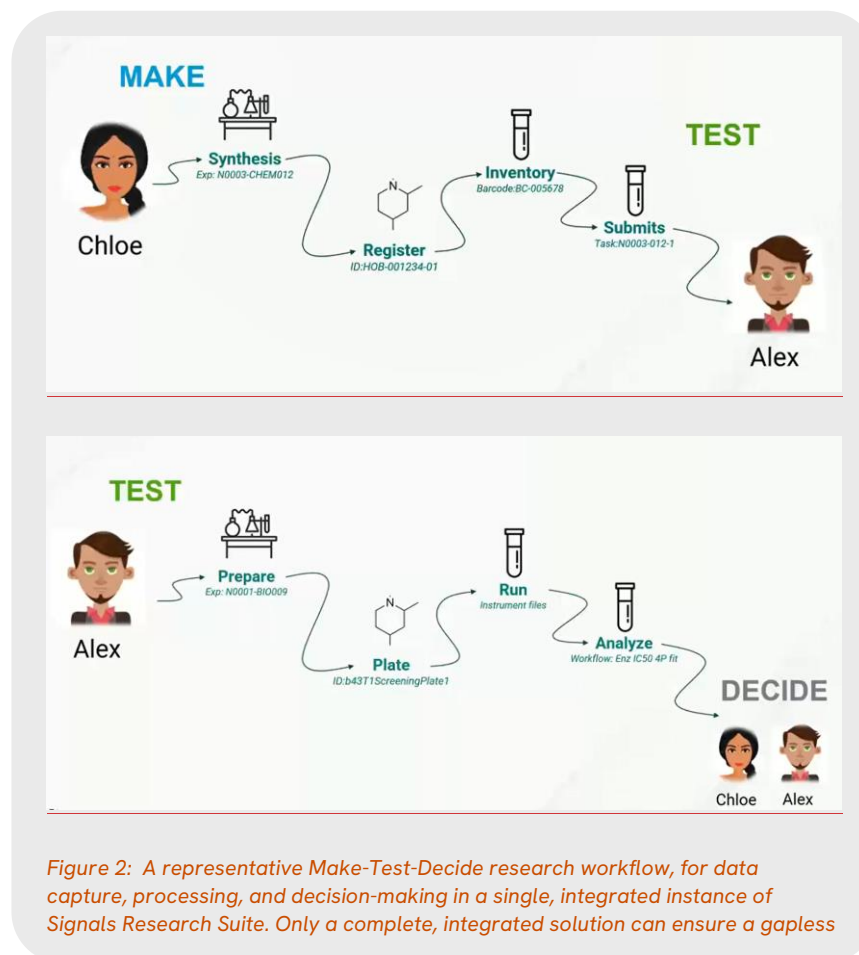 MAKE
TEST
Synthesis
Exp: N0003-CHEM012
Inventory
Barcode:BC-005678
N
Chloe
Register
ID:HOB-001234-01
Submits
Task:N0003-012-1
Alex
TEST
Prepare
Exp: N0001-BIO009
Run
Instrument files
N
Alex
Plate
ID:b43T1ScreeningPlate1
Analyze
Workflow: Enz IC50 4P fit
DECIDE
Chloe
Alex
Figure 2:  A representative Make-Test-Decide research workflow, for data
capture, processing, and decision-making in a single, integrated instance of
Signals Research Suite. Only a complete, integrated solution can ensure a gapless